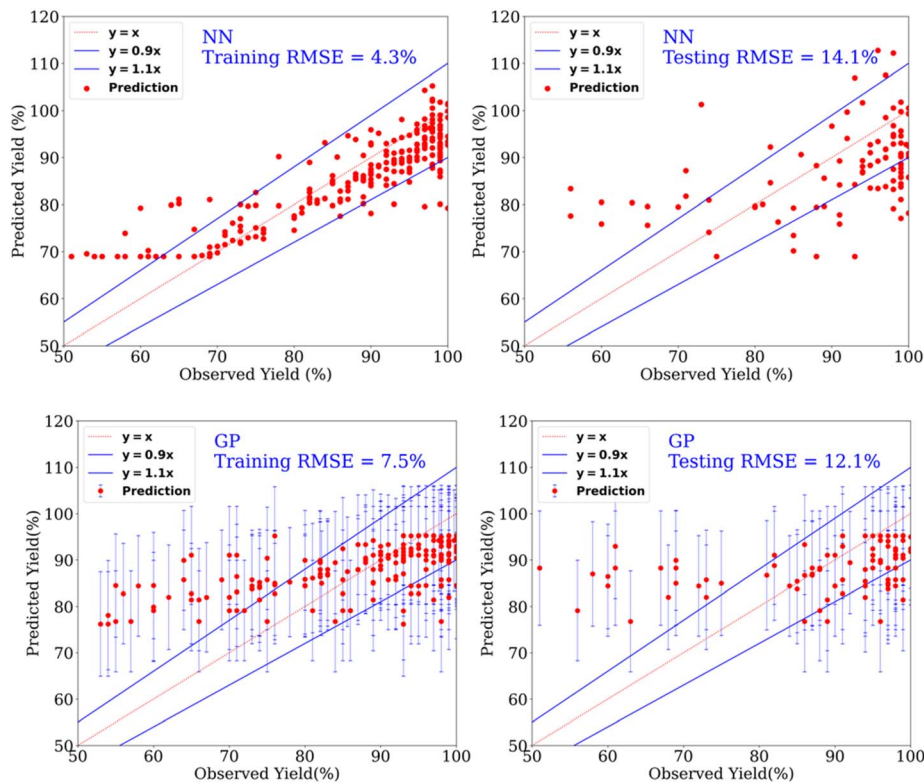 y = x
y = 0.9x
y = 1.1x
Prediction
NN
Training RMSE = 4.3%
120
110
100
90
80
70
60
50
50 60 70 80 90 100
Predicted Yield (%)
Observed Yield (%)
y = x
y = 0.9x
y = 1.1x
Prediction
NN
Testing RMSE = 14.1%
120
110
100
90
80
70
60
50
50 60 70 80 90 100
Predicted Yield (%)
Observed Yield (%)
y = x
y = 0.9x
y = 1.1x
Prediction
GP
Training RMSE = 7.5%
120
110
100
90
80
70
60
50
50 60 70 80 90 100
Predicted Yield(%)
Observed Yield(%)
y = x
y = 0.9x
y = 1.1x
Prediction
GP
Testing RMSE = 12.1%
120
110
100
90
80
70
60
50
50 60 70 80 90 100
Predicted Yield(%)
Observed Yield(%)